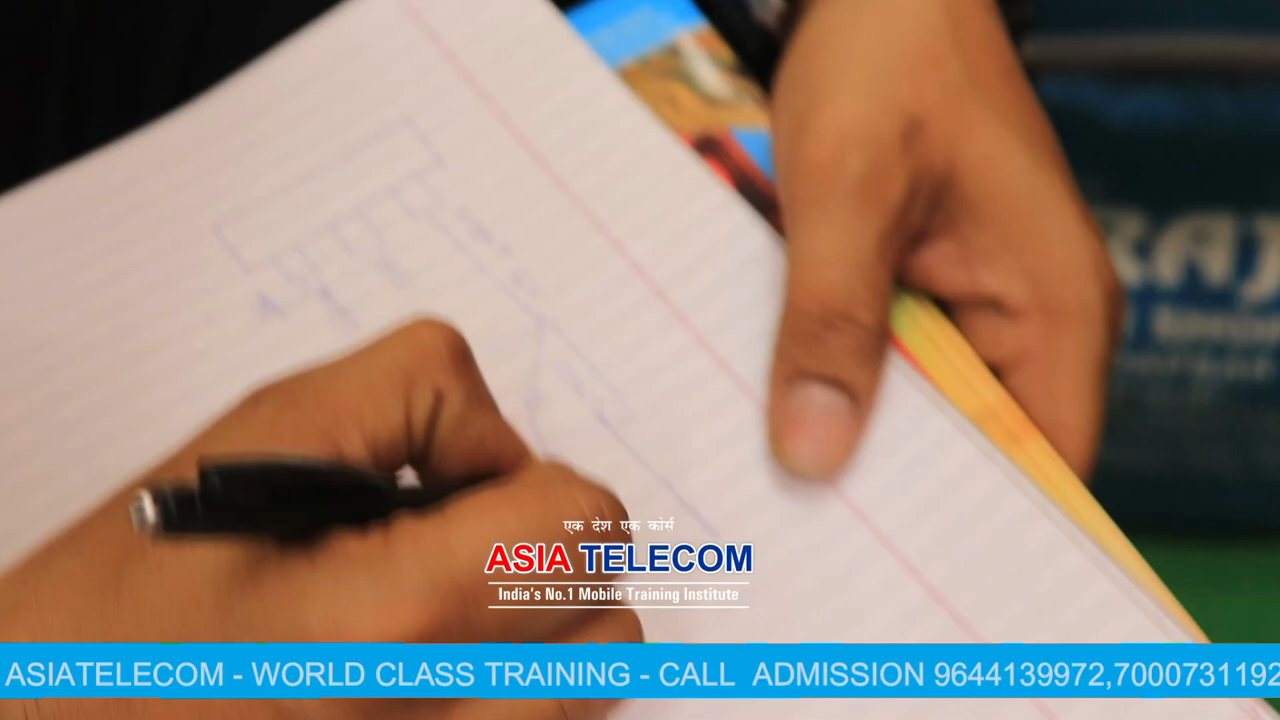 एक देश एक कोर्स
ASIA TELECOM
India's No.1 Mobile Training Institute
ASIATELECOM - WORLD CLASS TRAINING - CALL ADMISSION 9644139972,7000731192